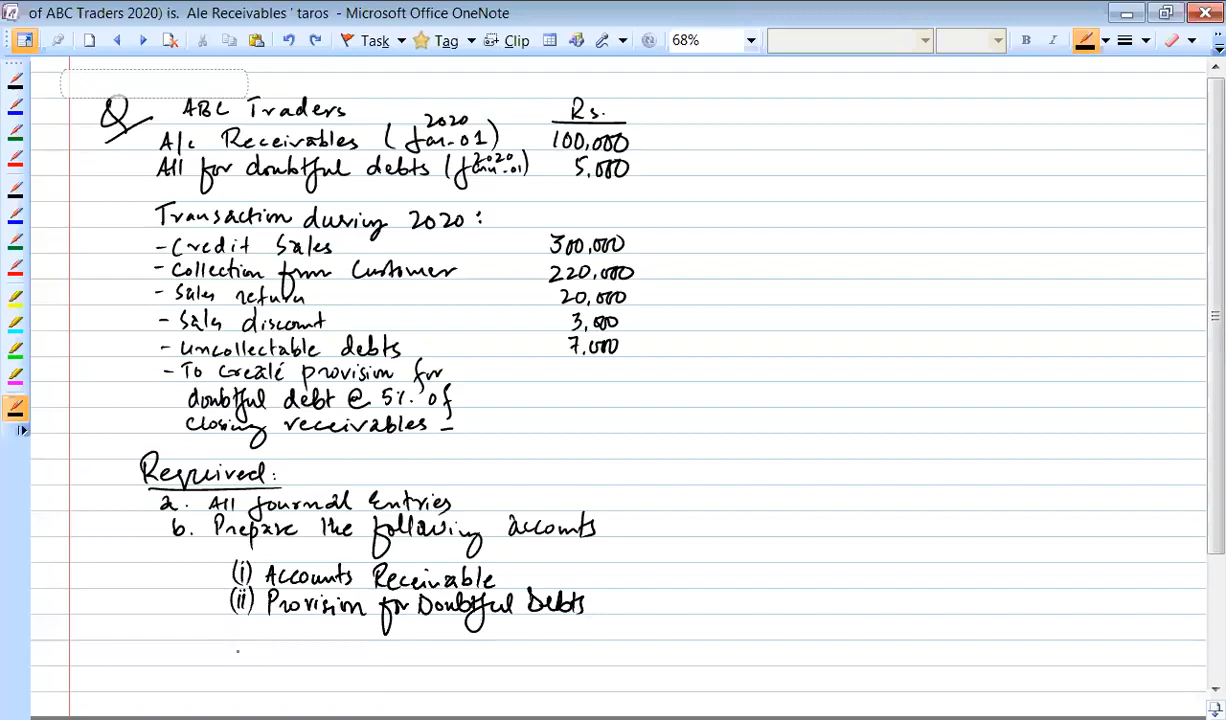 of ABC Traders 2020) is. Ale Receivables ' taros - Microsoft Office OneNote
Task Tag Clip 68% B I
Q ABC Traders Rs.
A/c Receivables (Jan-01) 2020 100,000
All for doubtful debts (Jan-01) 2020 5,000
Transaction during 2020:
- Credit Sales 300,000
- Collection from Customer 220,000
- Sales return 20,000
- Sales discount 3,000
- Uncollectable debts 7,000
- To create provision for
doubtful debt @ 5% of
closing receivables -
Required:
a. All Journal Entries
b. Prepare the following accounts
(i) Accounts Receivable
(ii) Provision for Doubtful Debts